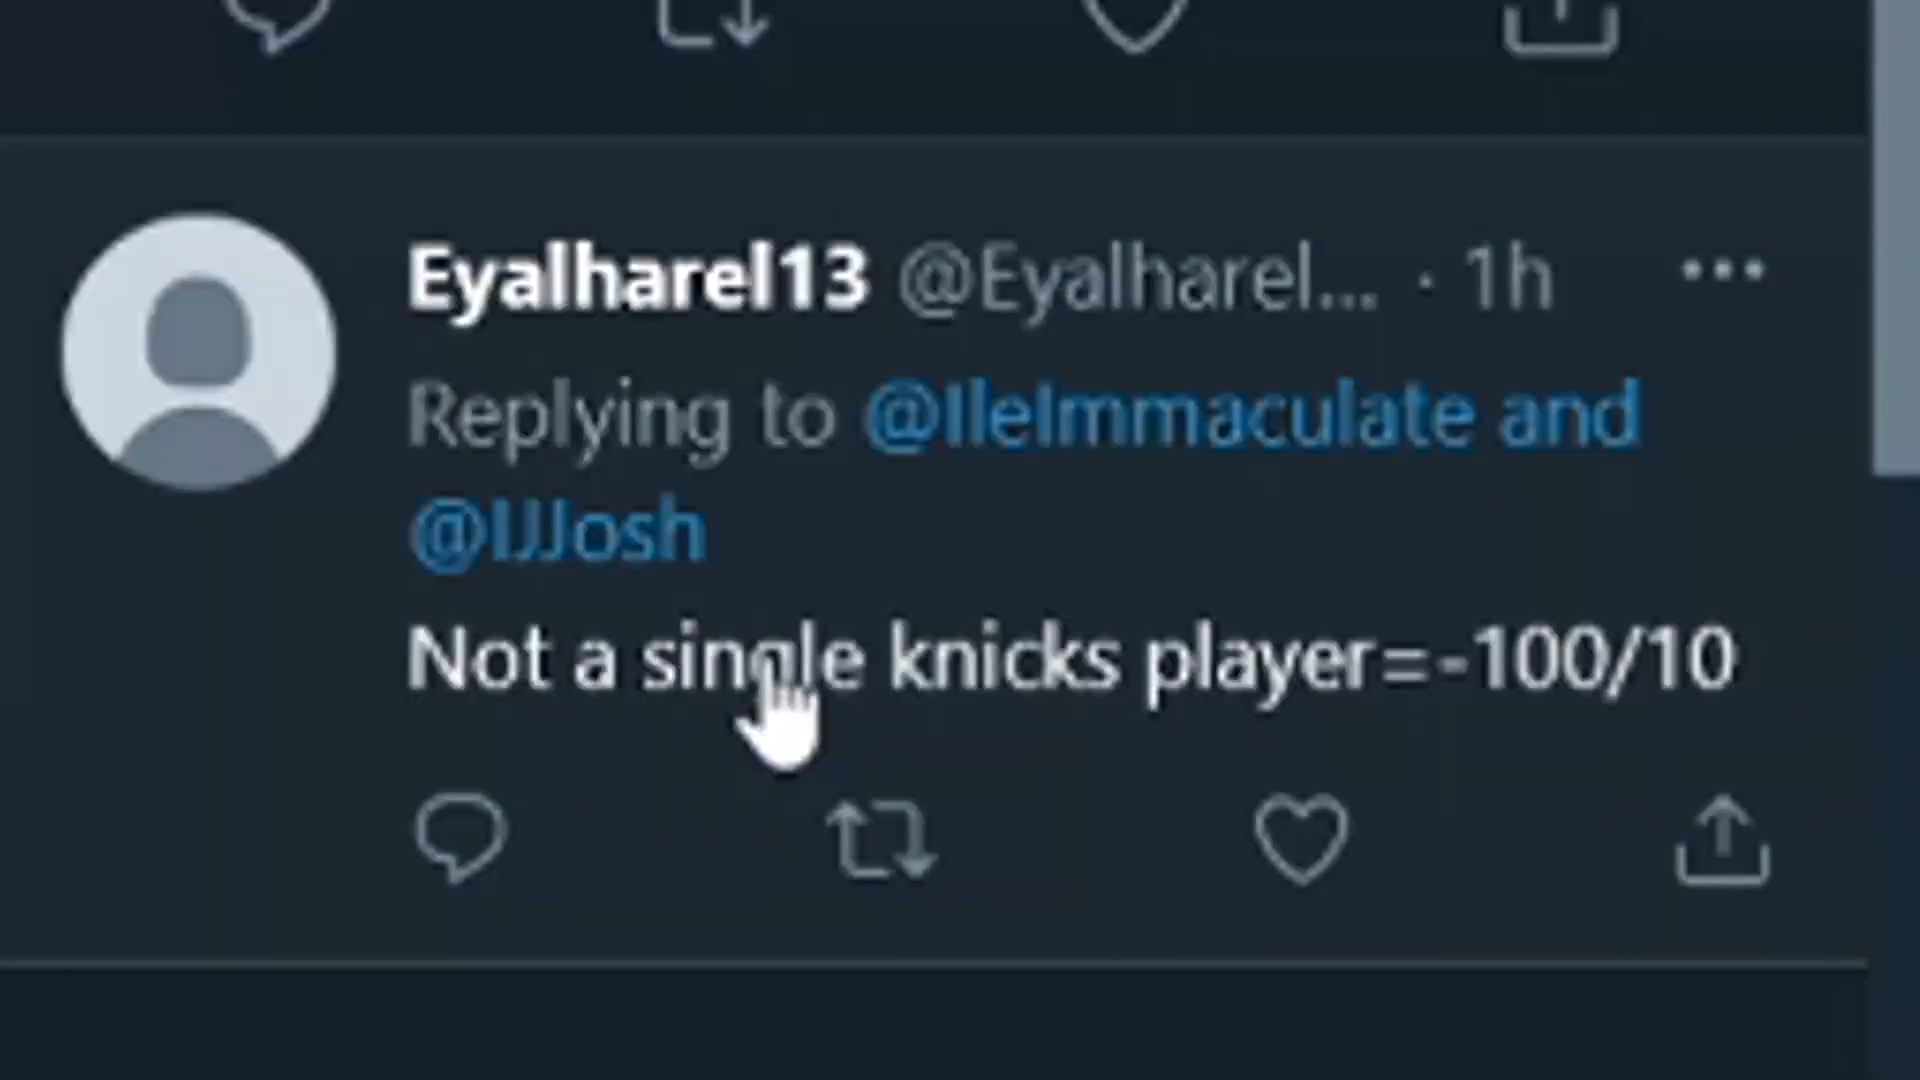 Eyalharel13 @Eyalharel... · 1h
Replying to @IleImmaculate and
@IJJosh
Not a single knicks player=-100/10